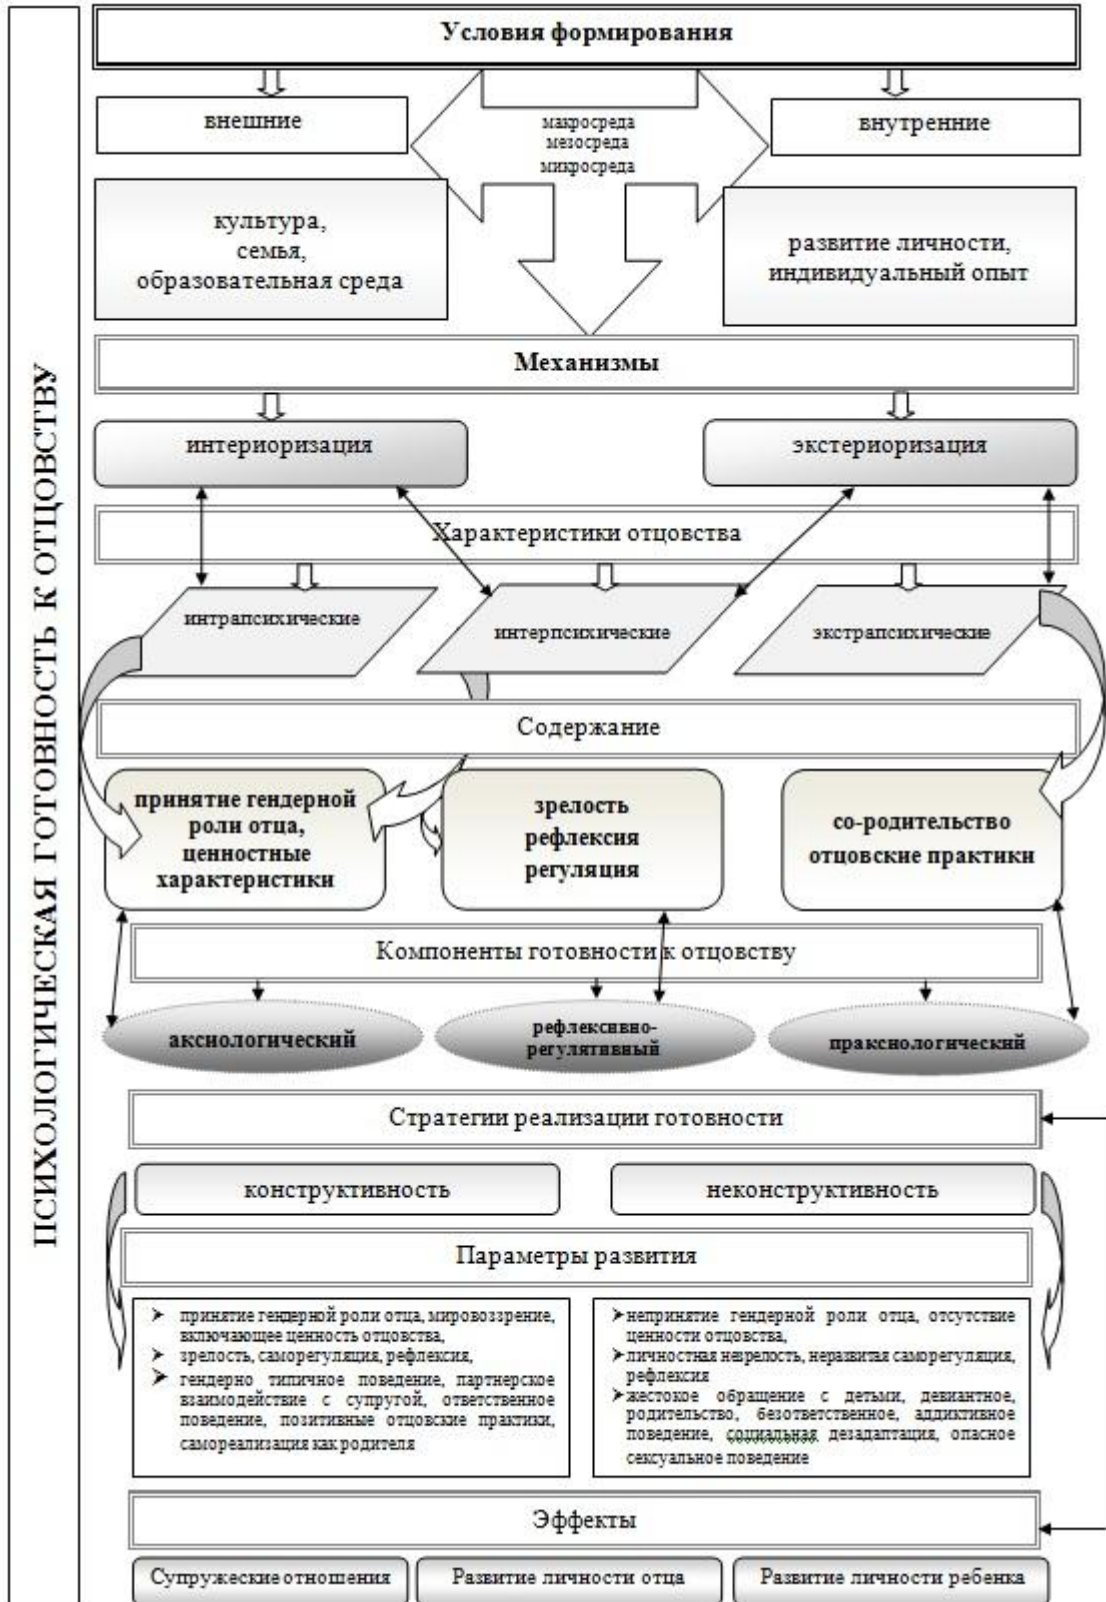 ПСИХОЛОГИЧЕСКАЯ ГОТОВНОСТЬ К ОТЦОВСТВУ
Условия формирования
внешние
макросреда
мезосреда
микросреда
внутренние
культура,
семья,
образовательная среда
развитие личности,
индивидуальный опыт
Механизмы
интериоризация
экстериоризация
Характеристики отцовства
интрапсихические
интерпсихические
экстрапсихические
Содержание
принятие гендерной
роли отца,
ценностные
характеристики
зрелость
рефлексия
регуляция
со-родительство
отцовские практики
Компоненты готовности к отцовству
аксиологический
рефлексивно-
регулятивный
праксиологический
Стратегии реализации готовности
конструктивность
неконструктивность
Параметры развития
➤ принятие гендерной роли отца, мировоззрение,
включающее ценность отцовства,
➤ зрелость, саморегуляция, рефлексия,
➤ гендерно типичное поведение, партнерское
взаимодействие с супругой, ответственное
поведение, позитивные отцовские практики,
самореализация как родителя
➤непринятие гендерной роли отца, отсутствие
ценности отцовства,
➤личностная незрелость, неразвитая саморегуляция,
рефлексия
➤жестокое обращение с детьми, девиантное,
родительство, безответственное, аддиктивное
поведение, социальная дезадаптация, опасное
сексуальное поведение
Эффекты
Супружеские отношения
Развитие личности отца
Развитие личности ребенка